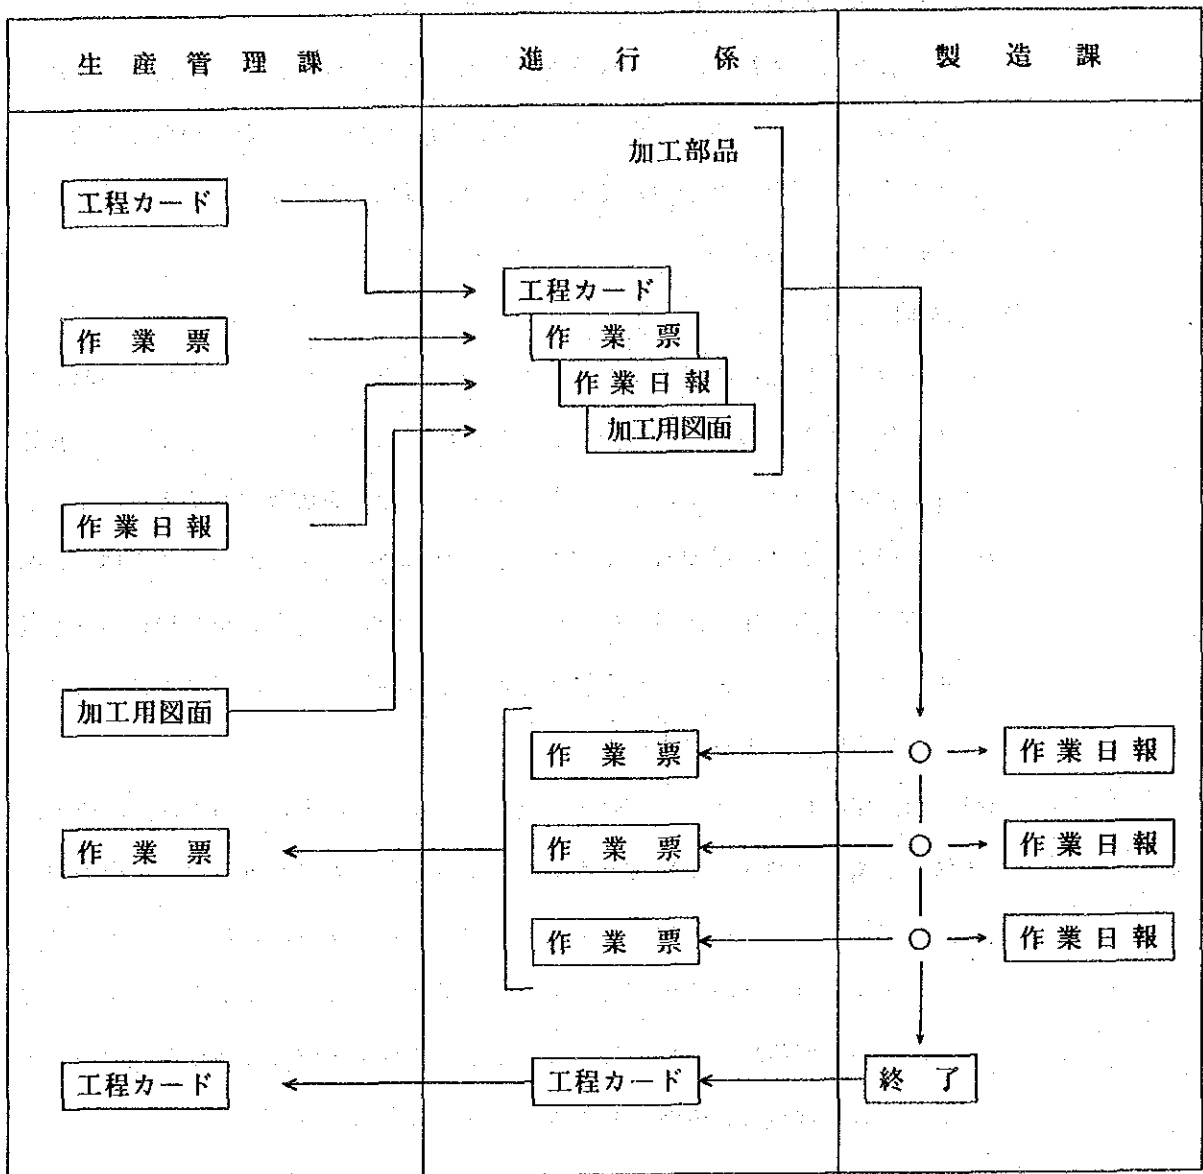 生産管理課
進行係
製造課
加工部品
工程カード
工程カード
作業票
作業票
作業日報
加工用図面
作業日報
加工用図面
作業票
作業日報
作業票
作業票
作業日報
作業票
作業日報
工程カード
工程カード
終了